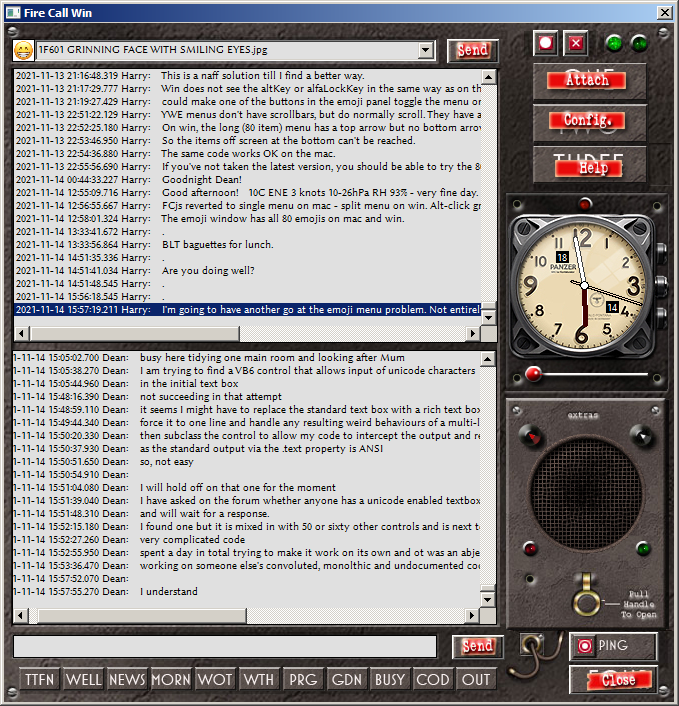 Fire Call Win
1F601 GRINNING FACE WITH SMILING EYES.jpg
Send
2021-11-13 21:16:48.319 Harry: This is a naff solution till I find a better way.
2021-11-13 21:17:29.777 Harry: Win does not see the altKey or alfaLockKey in the same way as on th
2021-11-13 21:19:27.429 Harry: could make one of the buttons in the emoji panel toggle the menu or
2021-11-13 22:51:22.129 Harry: YWE menus don't have scrollbars, but do normally scroll. They have a
2021-11-13 22:52:25.180 Harry: On win, the long (80 item) menu has a top arrow but no bottom arrow
2021-11-13 22:53:46.950 Harry: So the items off screen at the bottom can't be reached.
2021-11-13 22:54:36.880 Harry: The same code works OK on the mac.
2021-11-13 22:55:56.690 Harry: If you've not taken the latest version, you should be able to try the 8
2021-11-14 00:44:33.227 Harry: Goodnight Dean!
2021-11-14 12:55:09.716 Harry: Good afternoon! 10C ENE 3 knots 10-26hPa RH 93% - very fine day.
2021-11-14 12:56:55.667 Harry: FCjs reverted to single menu on mac - split menu on win. Alt-click gr
2021-11-14 12:58:01.324 Harry: The emoji window has all 80 emojis on mac and win.
2021-11-14 13:33:41.672 Harry: .
2021-11-14 13:33:56.864 Harry: BLT baguettes for lunch.
2021-11-14 14:51:35.336 Harry: .
2021-11-14 14:51:41.034 Harry: Are you doing well?
2021-11-14 14:51:48.545 Harry: .
2021-11-14 15:56:18.545 Harry: .
2021-11-14 15:57:19.211 Harry: I'm going to have another go at the emoji menu problem. Not entirel
1-11-14 15:05:02.700 Dean: busy here tidying one main room and looking after Mum
1-11-14 15:05:38.270 Dean: I am trying to find a VB6 control that allows input of unicode characters
1-11-14 15:05:44.960 Dean: in the initial text box
1-11-14 15:48:16.390 Dean: not succeeding in that attempt
1-11-14 15:48:59.110 Dean: it seems I might have to replace the standard text box with a rich text box
1-11-14 15:49:44.340 Dean: force it to one line and handle any resulting weird behaviours of a multi-l
1-11-14 15:50:20.330 Dean: then subclass the control to allow my code to intercept the output and re
1-11-14 15:50:37.930 Dean: as the standard output via the .text property is ANSI
1-11-14 15:50:51.650 Dean: so, not easy
1-11-14 15:50:54.910 Dean:
1-11-14 15:51:04.080 Dean: I will hold off on that one for the moment
1-11-14 15:51:39.040 Dean: I have asked on the forum whether anyone has a unicode enabled textbox
1-11-14 15:51:48.310 Dean: and will wait for a response.
1-11-14 15:52:15.180 Dean: I found one but it is mixed in with 50 or sixty other controls and is next t
1-11-14 15:52:27.260 Dean: very complicated code
1-11-14 15:52:55.950 Dean: spent a day in total trying to make it work on its own and ot was an abje
1-11-14 15:53:36.470 Dean: working on someone else's convoluted, monolthic and undocumented co
1-11-14 15:57:52.070 Dean:
1-11-14 15:57:55.270 Dean: I understand
Send
TTFN WELL NEWS MORN WOT WTH PRG GDN BUSY COD OUT
Attach
Config.
THREE
Help
12
18
PANZER
9
3
14
8
4
7
6
5
extras
Pull
Handle
To Open
PING
Close